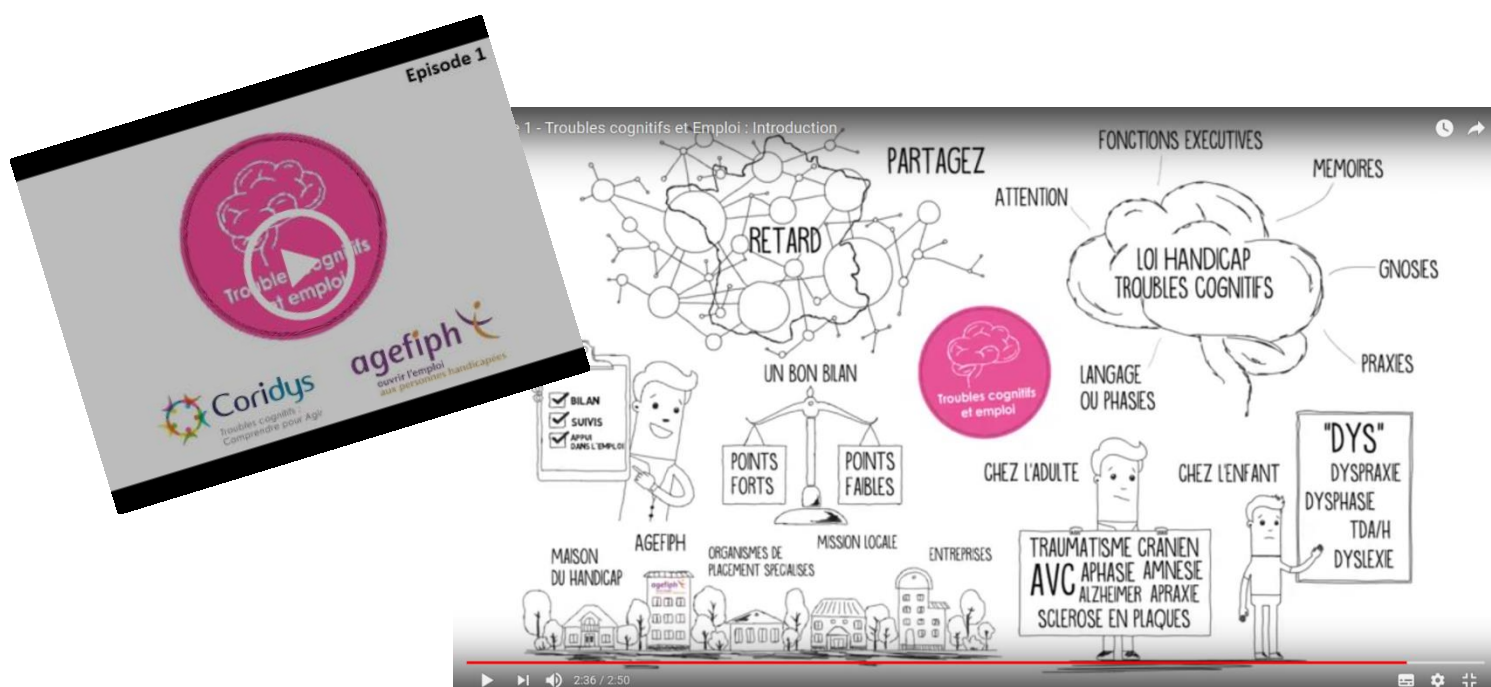 Episode 1
Troubles cognitifs
et emploi
Coridys
Troubles cognitifs :
Comprendre pour Agir
agefiph
ouvrir l'emploi
aux personnes handicapées
1 - Troubles cognitifs et Emploi : Introduction
PARTAGEZ
RETARD
FONCTIONS EXECUTIVES
MEMOIRES
ATTENTION
GNOSIES
LOI HANDICAP
TROUBLES COGNITIFS
PRAXIES
LANGAGE
OU PHASIES
BILAN
SUIVIS
APPUI
DANS L'EMPLOI
UN BON BILAN
POINTS
FORTS
POINTS
FAIBLES
Troubles cognitifs
et emploi
CHEZ L'ADULTE
TRAUMATISME CRÂNIEN
AVC
APHASIE AMNESIE
ALZHEIMER APRAXIE
SCLEROSE EN PLAQUES
CHEZ L'ENFANT
"DYS"
DYSPRAXIE
DYSPHASIE
TDA/H
DYSLEXIE
MAISON
DU HANDICAP
AGEFIPH
agefiph
ORGANISMES DE
PLACEMENT SPECIALISES
MISSION LOCALE
ENTREPRISES
2:36 / 2:50